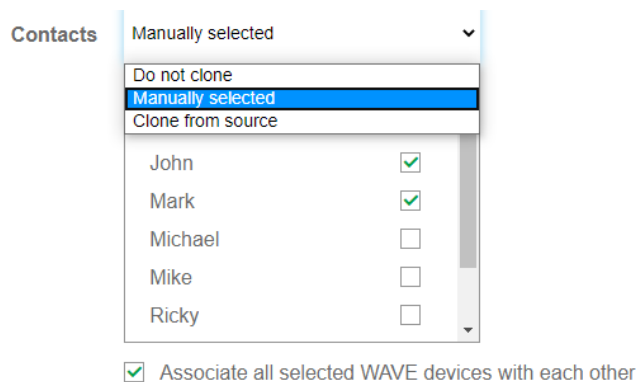 Contacts Manually selected
Do not clone
Manually selected
Clone from source
John
Mark
Michael
Mike
Ricky
Associate all selected WAVE devices with each other